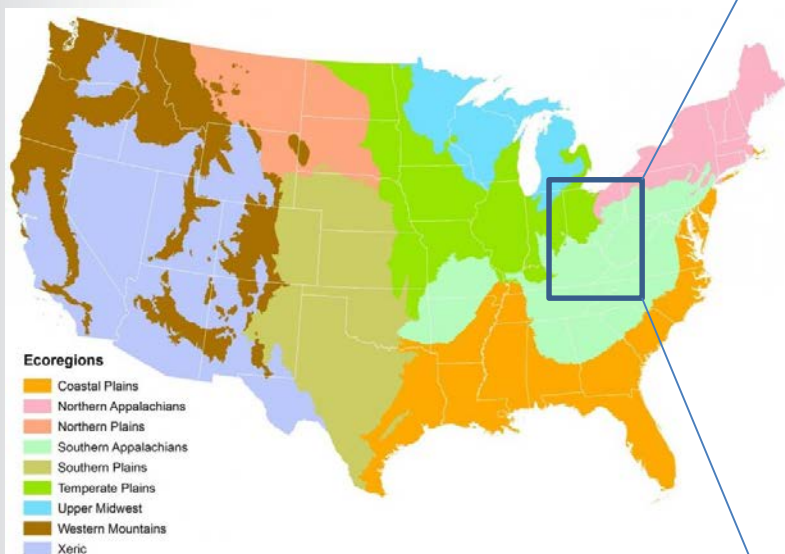 Ecoregions
Coastal Plains
Northern Appalachians
Northern Plains
Southern Appalachians
Southern Plains
Temperate Plains
Upper Midwest
Western Mountains
Xeric